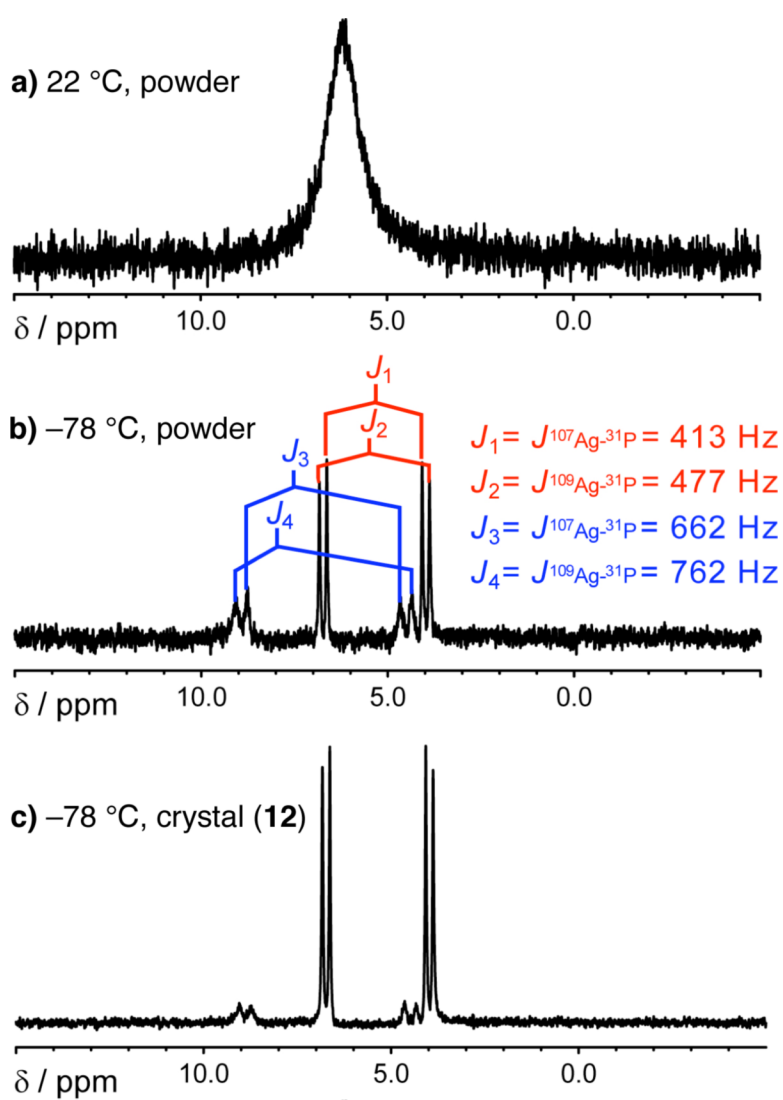 a) 22 °C, powder
10.0 5.0 0.0
δ / ppm
J₁
b) –78 °C, powder
J₂
J₁= J¹⁰⁷Ag-³¹P= 413 Hz
J₃
J₂= J¹⁰⁹Ag-³¹P= 477 Hz
J₄
J₃= J¹⁰⁷Ag-³¹P= 662 Hz
J₄= J¹⁰⁹Ag-³¹P= 762 Hz
10.0 5.0 0.0
δ / ppm
c) –78 °C, crystal (12)
10.0 5.0 0.0
δ / ppm